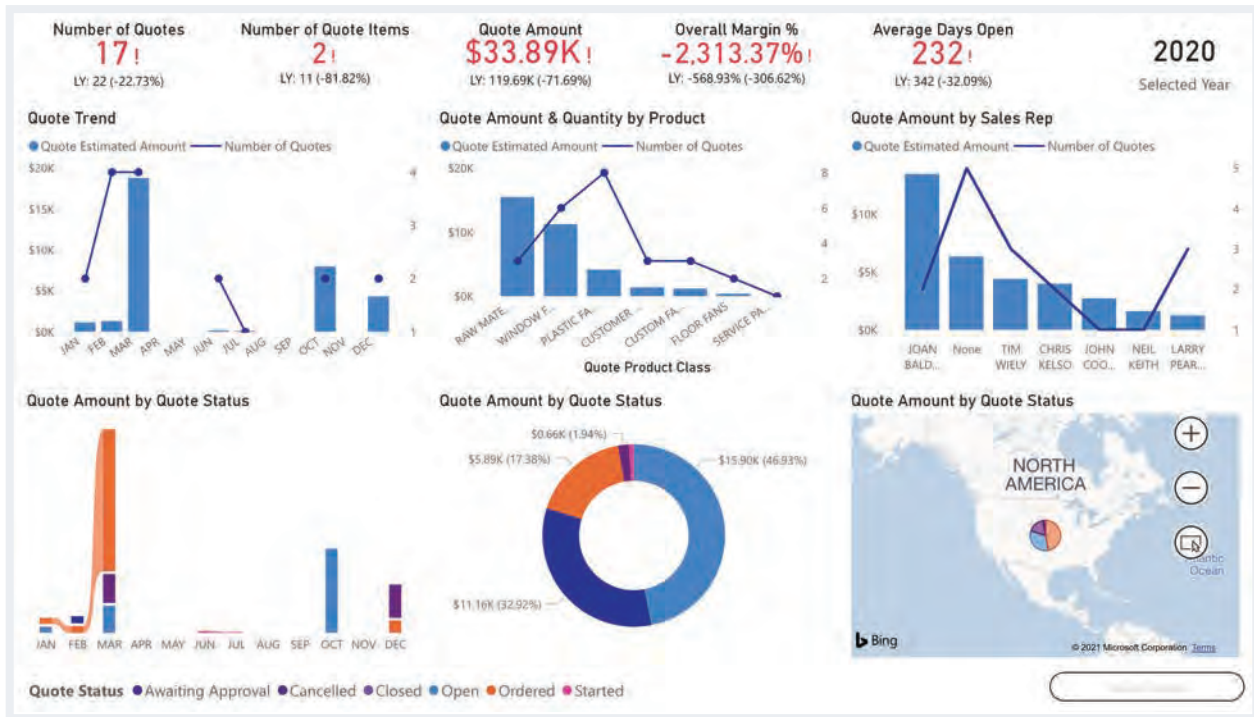 Number of Quotes
17!
LY: 22 (-22.73%)
Number of Quote Items
2!
LY: 11 (-81.82%)
Quote Amount
$33.89K!
LY: 119.69K (-71.69%)
Overall Margin %
-2,313.37%!
LY: -568.93% (-306.62%)
Average Days Open
232!
LY: 342 (-32.09%)
2020
Selected Year
Quote Trend
Quote Estimated Amount Number of Quotes
$20K
$15K
$10K
$5K
$0K
4
3
2
1
JAN FEB MAR APR MAY JUN JUL AUG SEP OCT NOV DEC
Quote Amount & Quantity by Product
Quote Estimated Amount Number of Quotes
$20K
$10K
$0K
8
6
4
2
RAW MATE... WINDOW F... PLASTIC FA... CUSTOMER ... CUSTOM FA... FLOOR FANS SERVICE PA...
Quote Product Class
Quote Amount by Sales Rep
Quote Estimated Amount Number of Quotes
$10K
$5K
$0K
5
4
3
2
1
JOAN BALD...
None
TIM WIELY
CHRIS KELSO
JOHN COO...
NEIL KEITH
LARRY PEAR...
Quote Amount by Quote Status
JAN FEB MAR APR MAY JUN JUL AUG SEP OCT NOV DEC
Quote Amount by Quote Status
$0.66K (1.94%)
$5.89K (17.38%)
$15.90K (46.93%)
$11.16K (32.92%)
Quote Amount by Quote Status
NORTH
AMERICA
Atlantic
Ocean
Bing
© 2021 Microsoft Corporation Terms
Quote Status Awaiting Approval Cancelled Closed Open Ordered Started